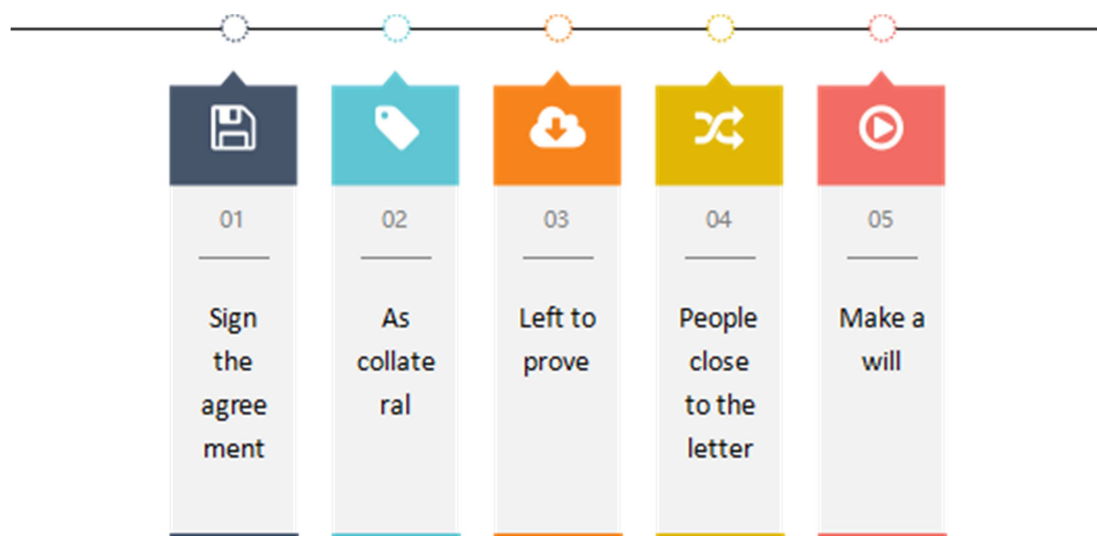 01
Sign
the
agree
ment
02
As
collate
ral
03
Left to
prove
04
People
close
to the
letter
05
Make a
will